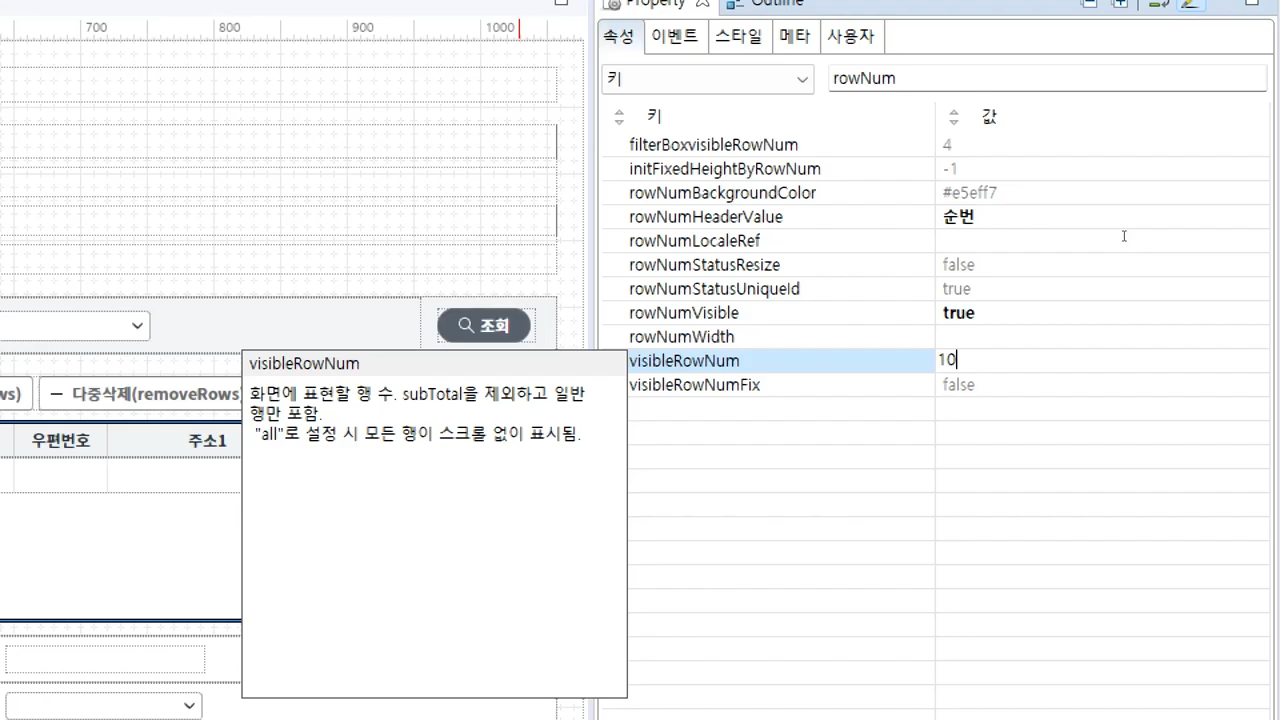 Property
Outline
700
800
900
1000
속성
이벤트
스타일
메타
사용자
키
rowNum
키
값
filterBoxvisibleRowNum
4
initFixedHeightByRowNum
-1
rowNumBackgroundColor
#e5eff7
rowNumHeaderValue
순번
rowNumLocaleRef
rowNumStatusResize
false
rowNumStatusUniqueId
true
rowNumVisible
true
rowNumWidth
visibleRowNum
10
visibleRowNumFix
false
조회
visibleRowNum
화면에 표현할 행 수. subTotal을 제외하고 일반
행만 포함.
"all"로 설정 시 모든 행이 스크롤 없이 표시됨.
ws)
다중삭제(removeRows)
우편번호
주소1